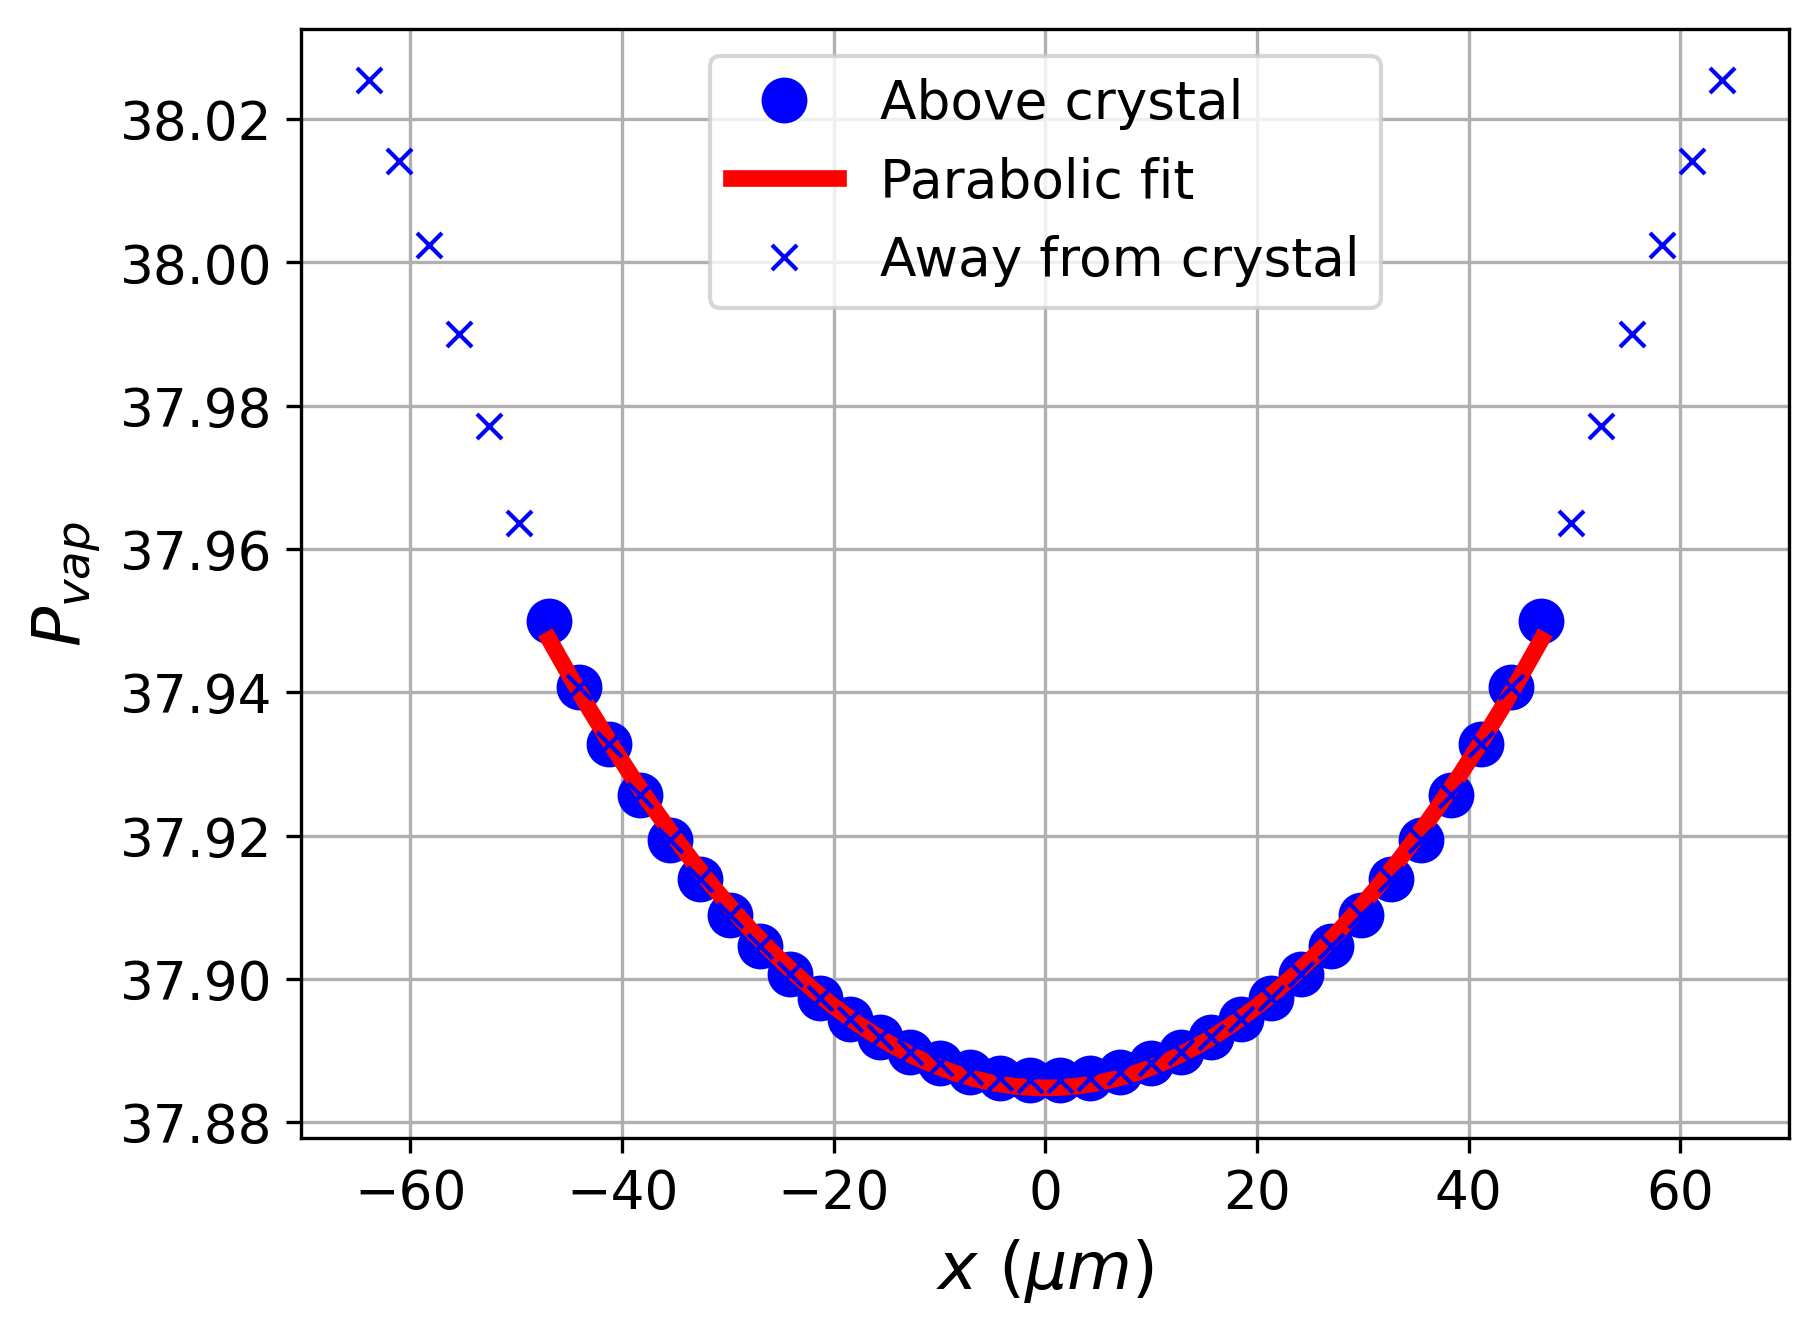 Above crystal
Parabolic fit
Away from crystal
38.02
38.00
37.98
37.96
37.94
37.92
37.90
37.88
P_vap
−60 −40 −20 0 20 40 60
x (μm)